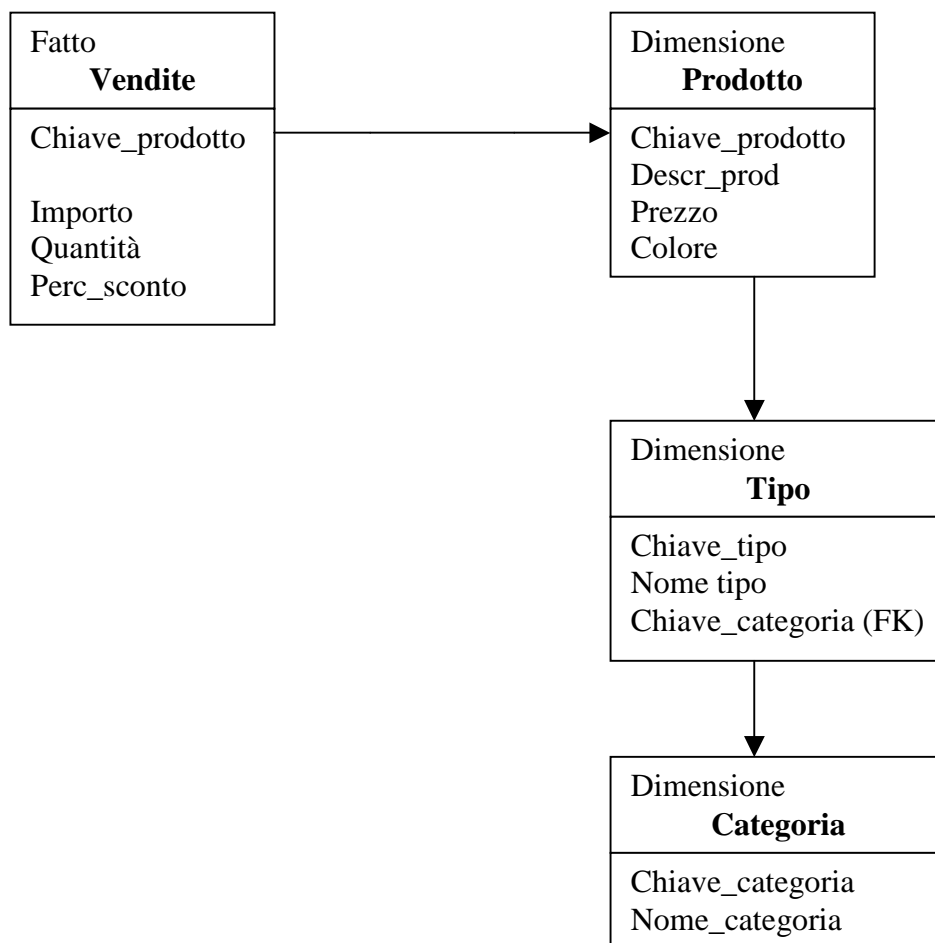 Fatto
Vendite
Chiave_prodotto
Importo
Quantità
Perc_sconto
Dimensione
Prodotto
Chiave_prodotto
Descr_prod
Prezzo
Colore
Dimensione
Tipo
Chiave_tipo
Nome tipo
Chiave_categoria (FK)
Dimensione
Categoria
Chiave_categoria
Nome_categoria